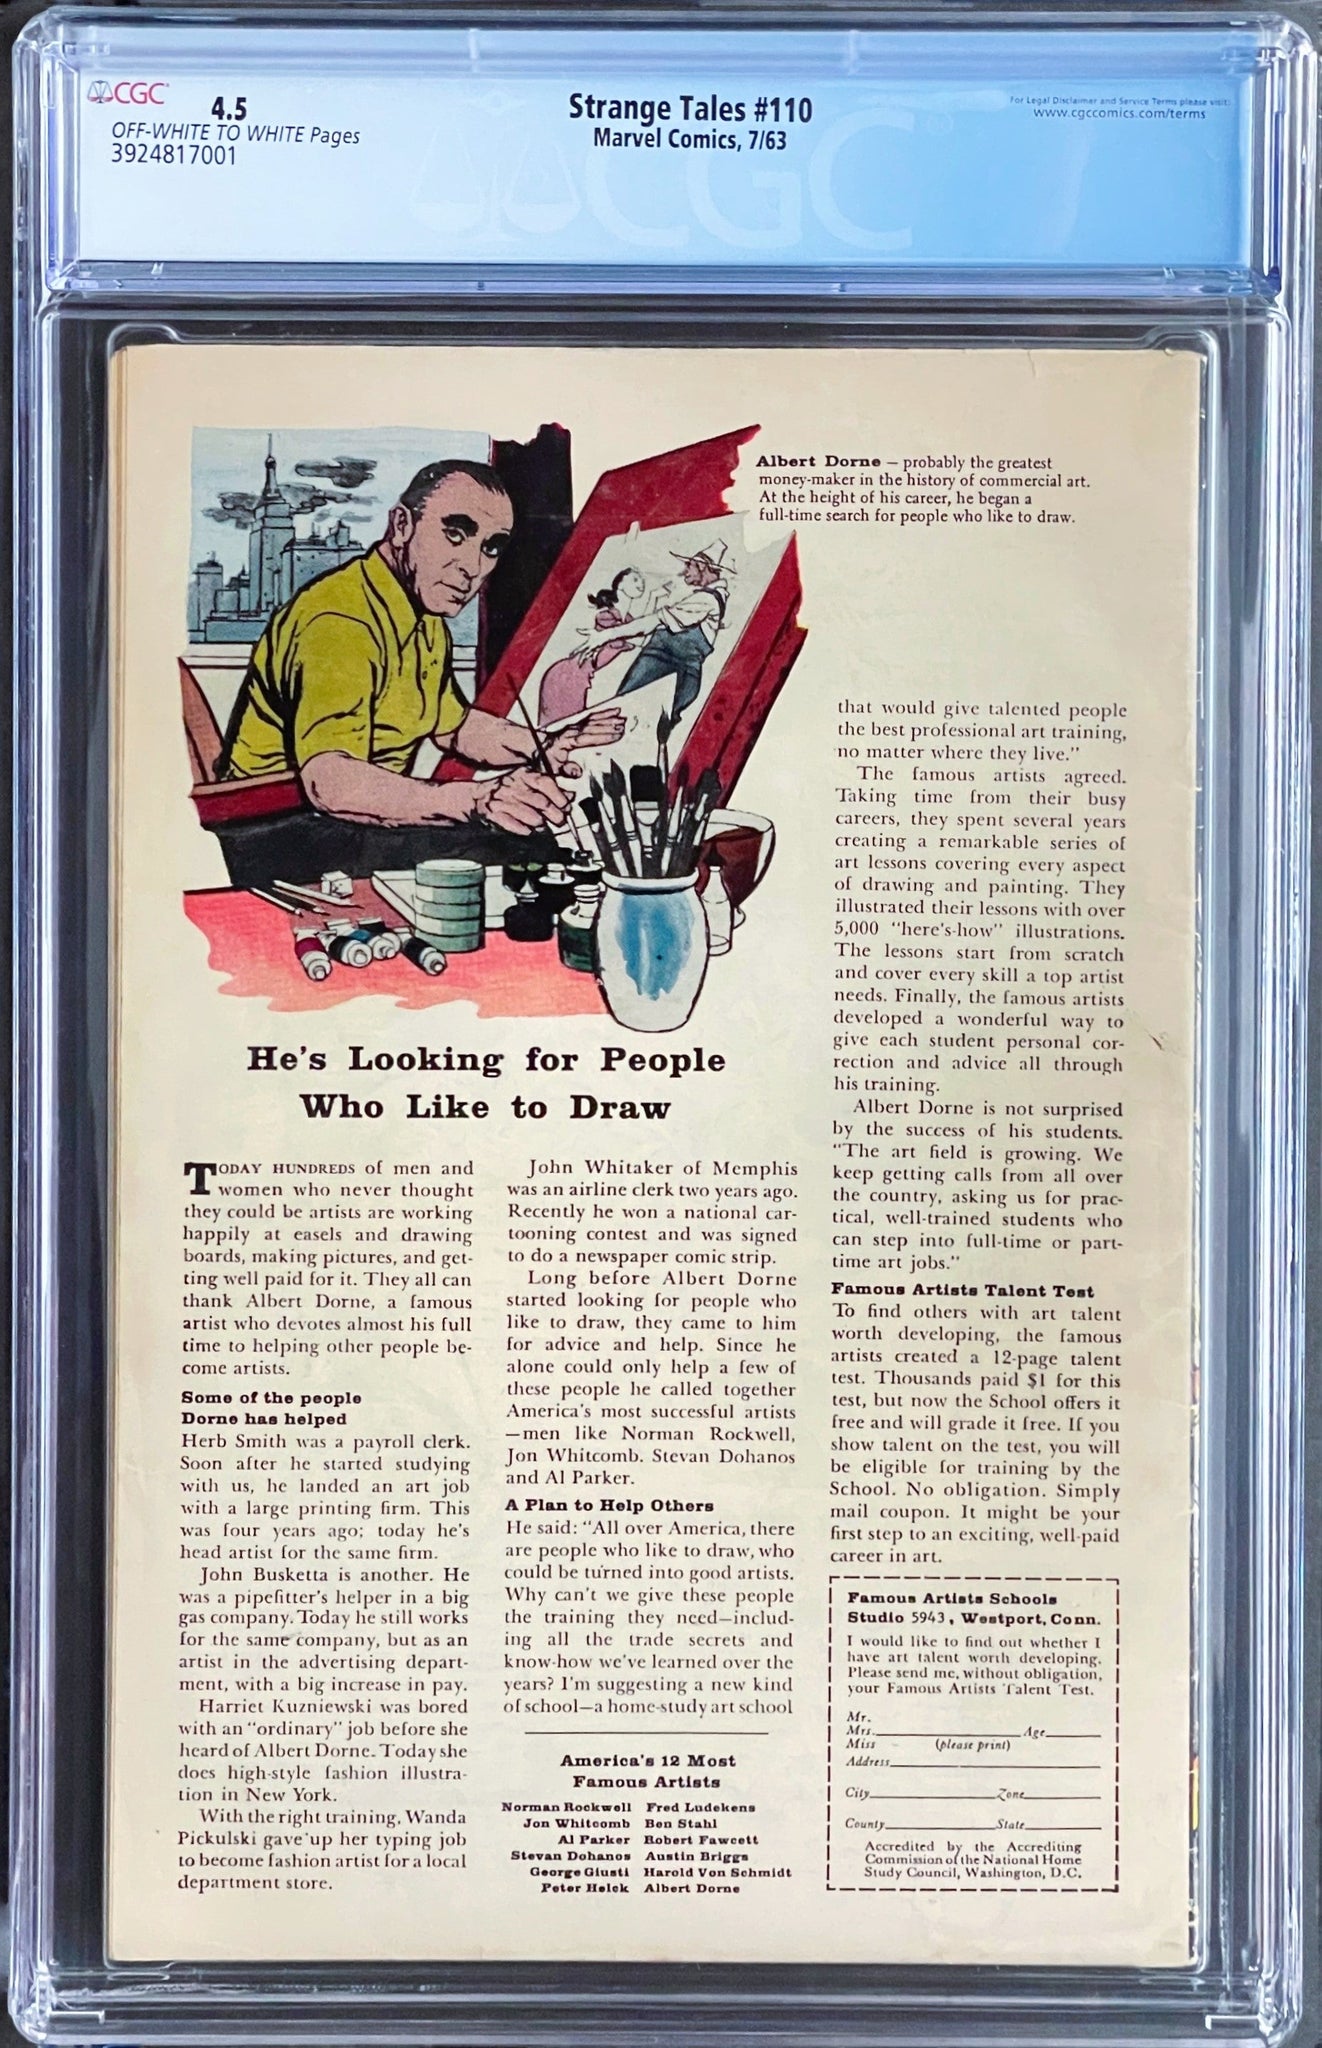 CGC
4.5
OFF-WHITE TO WHITE Pages
3924817001
Strange Tales #110
Marvel Comics, 7/63
For Legal Disclaimer and Service Terms please visit:
www.cgccomics.com/terms
CGC
Albert Dorne – probably the greatest
money-maker in the history of commercial art.
At the height of his career, he began a
full-time search for people who like to draw.
He's Looking for People
Who Like to Draw
TODAY HUNDREDS of men and
women who never thought
they could be artists are working
happily at easels and drawing
boards, making pictures, and get-
ting well paid for it. They all can
thank Albert Dorne, a famous
artist who devotes almost his full
time to helping other people be-
come artists.
Some of the people
Dorne has helped
Herb Smith was a payroll clerk.
Soon after he started studying
with us, he landed an art job
with a large printing firm. This
was four years ago; today he's
head artist for the same firm.
John Busketta is another. He
was a pipefitter's helper in a big
gas company. Today he still works
for the same company, but as an
artist in the advertising depart-
ment, with a big increase in pay.
Harriet Kuzniewski was bored
with an "ordinary" job before she
heard of Albert Dorne. Today she
does high-style fashion illustra-
tion in New York.
With the right training, Wanda
Pickulski gave up her typing job
to become fashion artist for a local
department store.
John Whitaker of Memphis
was an airline clerk two years ago.
Recently he won a national car-
tooning contest and was signed
to do a newspaper comic strip.
Long before Albert Dorne
started looking for people who
like to draw, they came to him
for advice and help. Since he
alone could only help a few of
these people he called together
America's most successful artists
—men like Norman Rockwell,
Jon Whitcomb. Stevan Dohanos
and Al Parker.
A Plan to Help Others
He said: "All over America, there
are people who like to draw, who
could be turned into good artists.
Why can't we give these people
the training they need—includ-
ing all the trade secrets and
know-how we've learned over the
years? I'm suggesting a new kind
of school—a home-study art school
America's 12 Most
Famous Artists
Norman Rockwell Fred Ludekens
Jon Whitcomb Ben Stahl
Al Parker Robert Fawcett
Stevan Dohanos Austin Briggs
George Giusti Harold Von Schmidt
Peter Helck Albert Dorne
that would give talented people
the best professional art training,
no matter where they live."
The famous artists agreed.
Taking time from their busy
careers, they spent several years
creating a remarkable series of
art lessons covering every aspect
of drawing and painting. They
illustrated their lessons with over
5,000 "here's-how" illustrations.
The lessons start from scratch
and cover every skill a top artist
needs. Finally, the famous artists
developed a wonderful way to
give each student personal cor-
rection and advice all through
his training.
Albert Dorne is not surprised
by the success of his students.
"The art field is growing. We
keep getting calls from all over
the country, asking us for prac-
tical, well-trained students who
can step into full-time or part-
time art jobs."
Famous Artists Talent Test
To find others with art talent
worth developing, the famous
artists created a 12-page talent
test. Thousands paid $1 for this
test, but now the School offers it
free and will grade it free. If you
show talent on the test, you will
be eligible for training by the
School. No obligation. Simply
mail coupon. It might be your
first step to an exciting, well-paid
career in art.
Famous Artists Schools
Studio 5943, Westport, Conn.
I would like to find out whether I
have art talent worth developing.
Please send me, without obligation,
your Famous Artists Talent Test.
Mr.
Mrs. Age
Miss (please print)
Address
City Zone
County State
Accredited by the Accrediting
Commission of the National Home
Study Council, Washington, D.C.